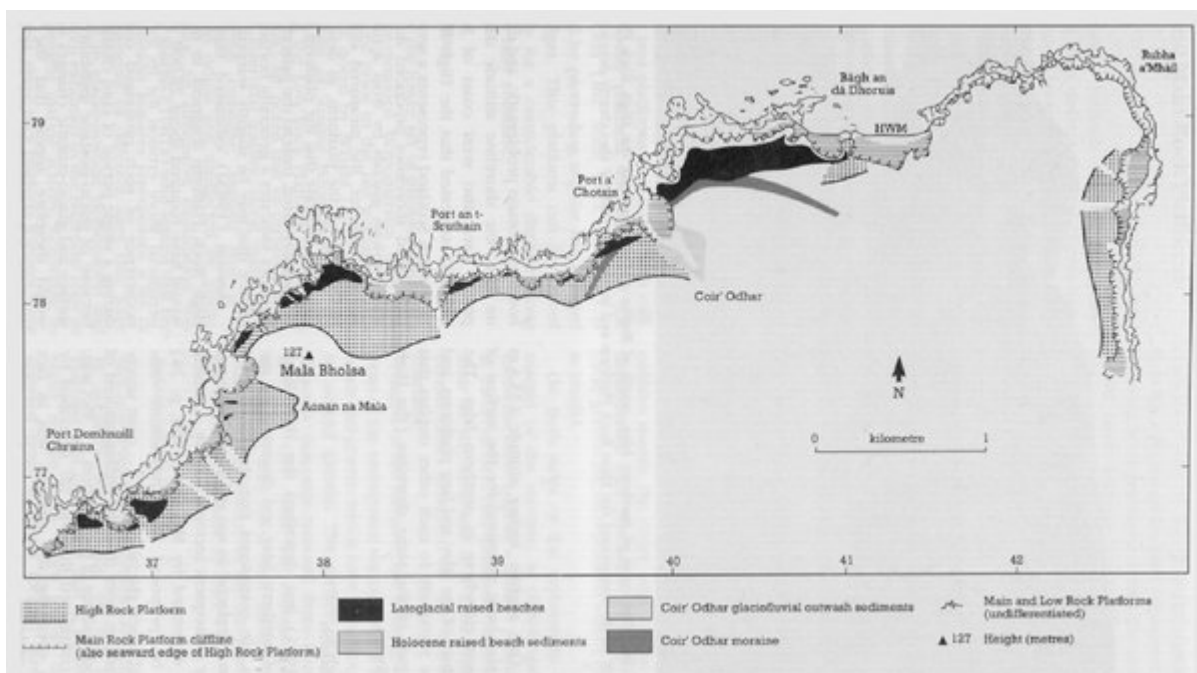 Rubha
a'Mhàil
Bàgh an
dà Dhoruis
79
HWM
Port a'
Chotain
Port an t-
Sruthain
78
Coir' Odhar
127
Mala Bholsa
N
Aonan na Mala
Port Domhnuill
Chruinn
0 kilometre 1
77
37 38 39 40 41 42
High Rock Platform
Main Rock Platform cliffline
(also seaward edge of High Rock Platform)
Lateglacial raised beaches
Holocene raised beach sediments
Coir' Odhar glaciofluvial outwash sediments
Coir' Odhar moraine
Main and Low Rock Platforms
(undifferentiated)
127 Height (metres)